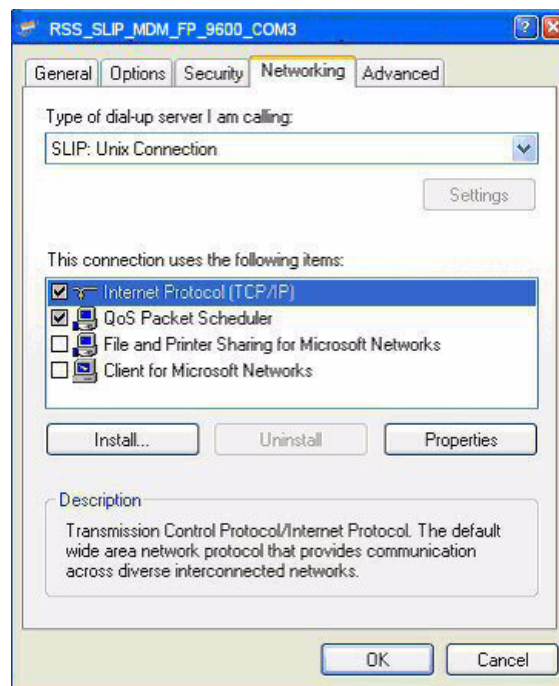 RSS_SLIP_MDM_FP_9600_COM3
General Options Security Networking Advanced
Type of dial-up server I am calling:
SLIP: Unix Connection
Settings
This connection uses the following items:
Internet Protocol (TCP/IP)
QoS Packet Scheduler
File and Printer Sharing for Microsoft Networks
Client for Microsoft Networks
Install... Uninstall Properties
Description
Transmission Control Protocol/Internet Protocol. The default
wide area network protocol that provides communication
across diverse interconnected networks.
OK Cancel